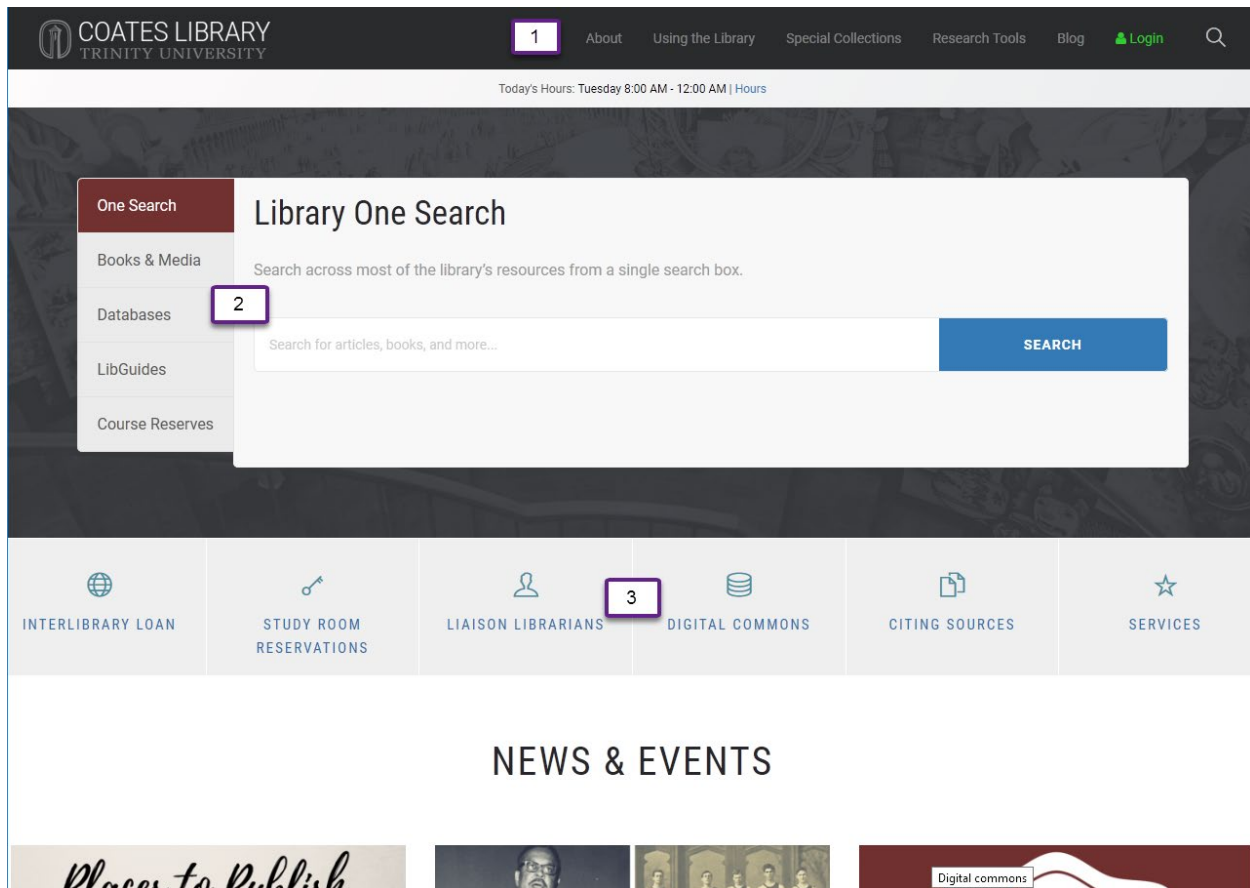 COATES LIBRARY
TRINITY UNIVERSITY
1
About
Using the Library
Special Collections
Research Tools
Blog
Login
Today's Hours: Tuesday 8:00 AM - 12:00 AM | Hours
One Search
Books & Media
Databases
LibGuides
Course Reserves
2
Library One Search
Search across most of the library's resources from a single search box.
Search for articles, books, and more...
SEARCH
INTERLIBRARY LOAN
STUDY ROOM
RESERVATIONS
LIAISON LIBRARIANS
3
DIGITAL COMMONS
CITING SOURCES
SERVICES
NEWS & EVENTS
Places to Publish
Digital commons